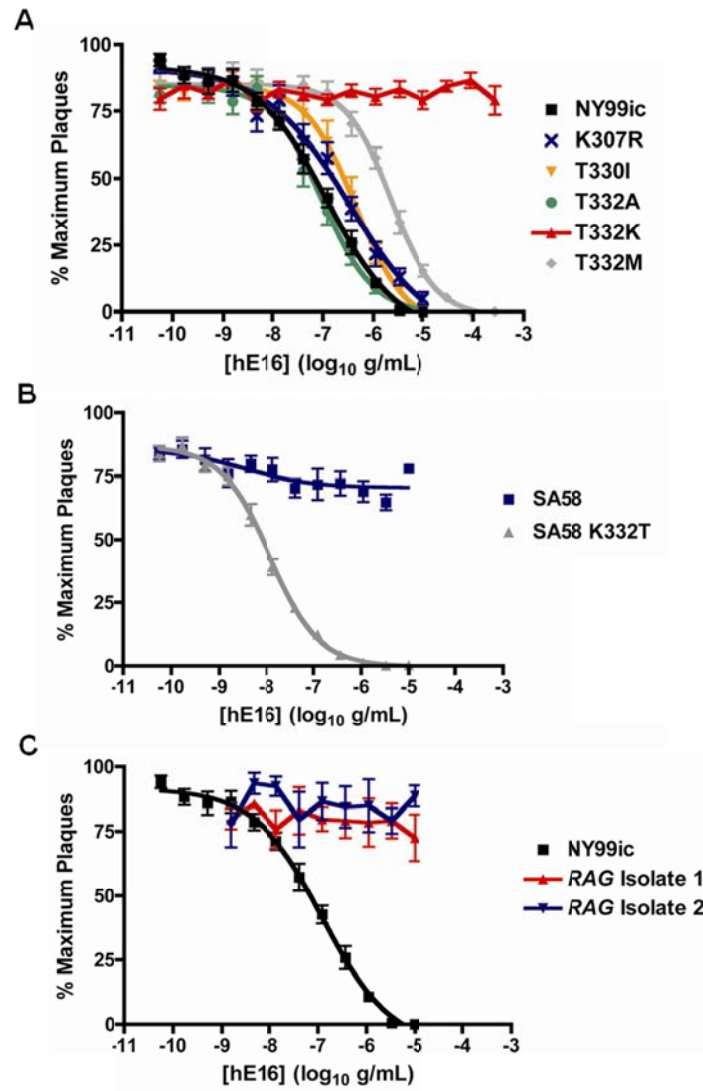 A
% Maximum Plaques
100
75
50
25
0
-11 -10 -9 -8 -7 -6 -5 -4 -3
[hE16] (log10 g/mL)
NY99ic
K307R
T330I
T332A
T332K
T332M
B
% Maximum Plaques
100
75
50
25
0
-11 -10 -9 -8 -7 -6 -5 -4 -3
[hE16] (log10 g/mL)
SA58
SA58 K332T
C
% Maximum Plaques
100
75
50
25
0
-11 -10 -9 -8 -7 -6 -5 -4 -3
[hE16] (log10 g/mL)
NY99ic
RAG Isolate 1
RAG Isolate 2